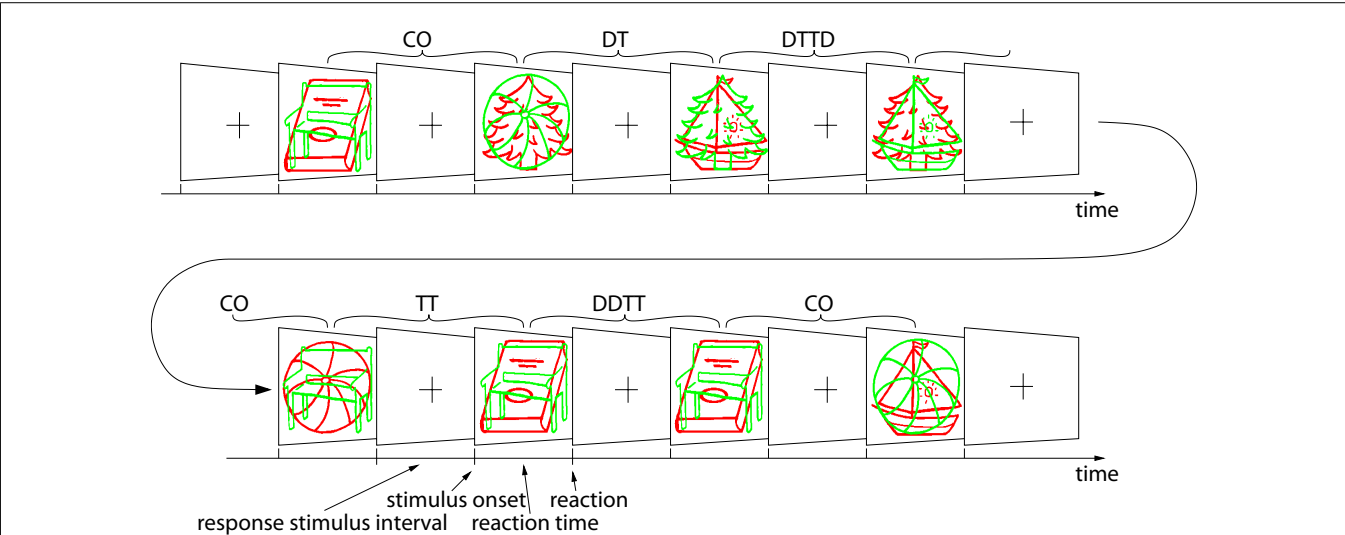 CO DT DTTD
time
CO TT DDTT CO
time
stimulus onset reaction
response stimulus interval reaction time